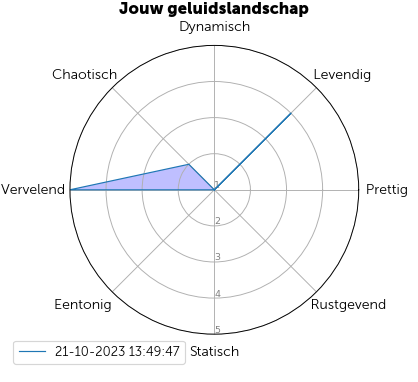 Jouw geluidslandschap
Dynamisch
Chaotisch
Levendig
Vervelend
1
Prettig
2
3
Eentonig
4
Rustgevend
5
21-10-2023 13:49:47
Statisch